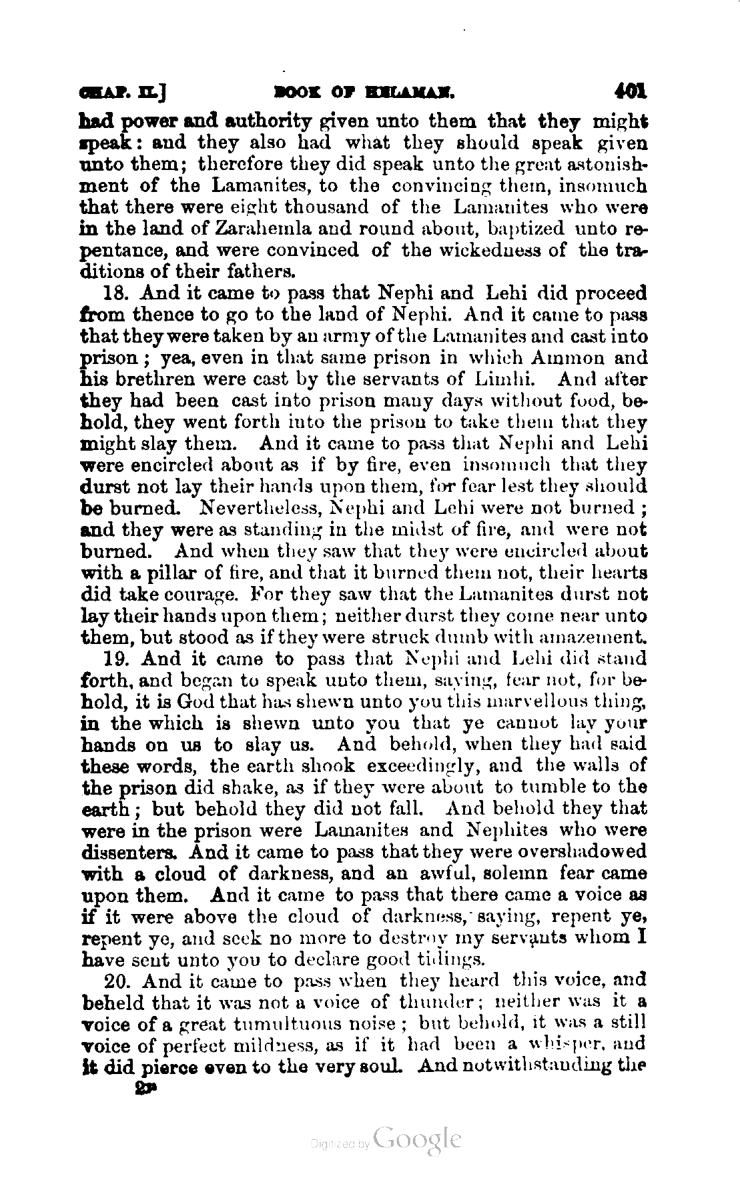 CHAP. II.] BOOK OF HELAMAN. 401
had power and authority given unto them that they might
speak: and they also had what they should speak given
unto them; therefore they did speak unto the great astonish-
ment of the Lamanites, to the convincing them, insomuch
that there were eight thousand of the Lamanites who were
in the land of Zarahemla and round about, baptized unto re-
pentance, and were convinced of the wickedness of the tra-
ditions of their fathers.
18. And it came to pass that Nephi and Lehi did proceed
from thence to go to the land of Nephi. And it came to pass
that they were taken by an army of the Lamanites and cast into
prison; yea, even in that same prison in which Ammon and
his brethren were cast by the servants of Limhi. And after
they had been cast into prison many days without food, be-
hold, they went forth into the prison to take them that they
might slay them. And it came to pass that Nephi and Lehi
were encircled about as if by fire, even insomuch that they
durst not lay their hands upon them, for fear lest they should
be burned. Nevertheless, Nephi and Lehi were not burned;
and they were as standing in the midst of fire, and were not
burned. And when they saw that they were encircled about
with a pillar of fire, and that it burned them not, their hearts
did take courage. For they saw that the Lamanites durst not
lay their hands upon them; neither durst they come near unto
them, but stood as if they were struck dumb with amazement.
19. And it came to pass that Nephi and Lehi did stand
forth, and began to speak unto them, saying, fear not, for be-
hold, it is God that has shewn unto you this marvellous thing,
in the which is shewn unto you that ye cannot lay your
hands on us to slay us. And behold, when they had said
these words, the earth shook exceedingly, and the walls of
the prison did shake, as if they were about to tumble to the
earth; but behold they did not fall. And behold they that
were in the prison were Lamanites and Nephites who were
dissenters. And it came to pass that they were overshadowed
with a cloud of darkness, and an awful, solemn fear came
upon them. And it came to pass that there came a voice as
if it were above the cloud of darkness, saying, repent ye,
repent ye, and seek no more to destroy my servants whom I
have sent unto you to declare good tidings.
20. And it came to pass when they heard this voice, and
beheld that it was not a voice of thunder; neither was it a
voice of a great tumultuous noise; but behold, it was a still
voice of perfect mildness, as if it had been a whisper, and
it did pierce even to the very soul. And notwithstanding the
Digitized by Google